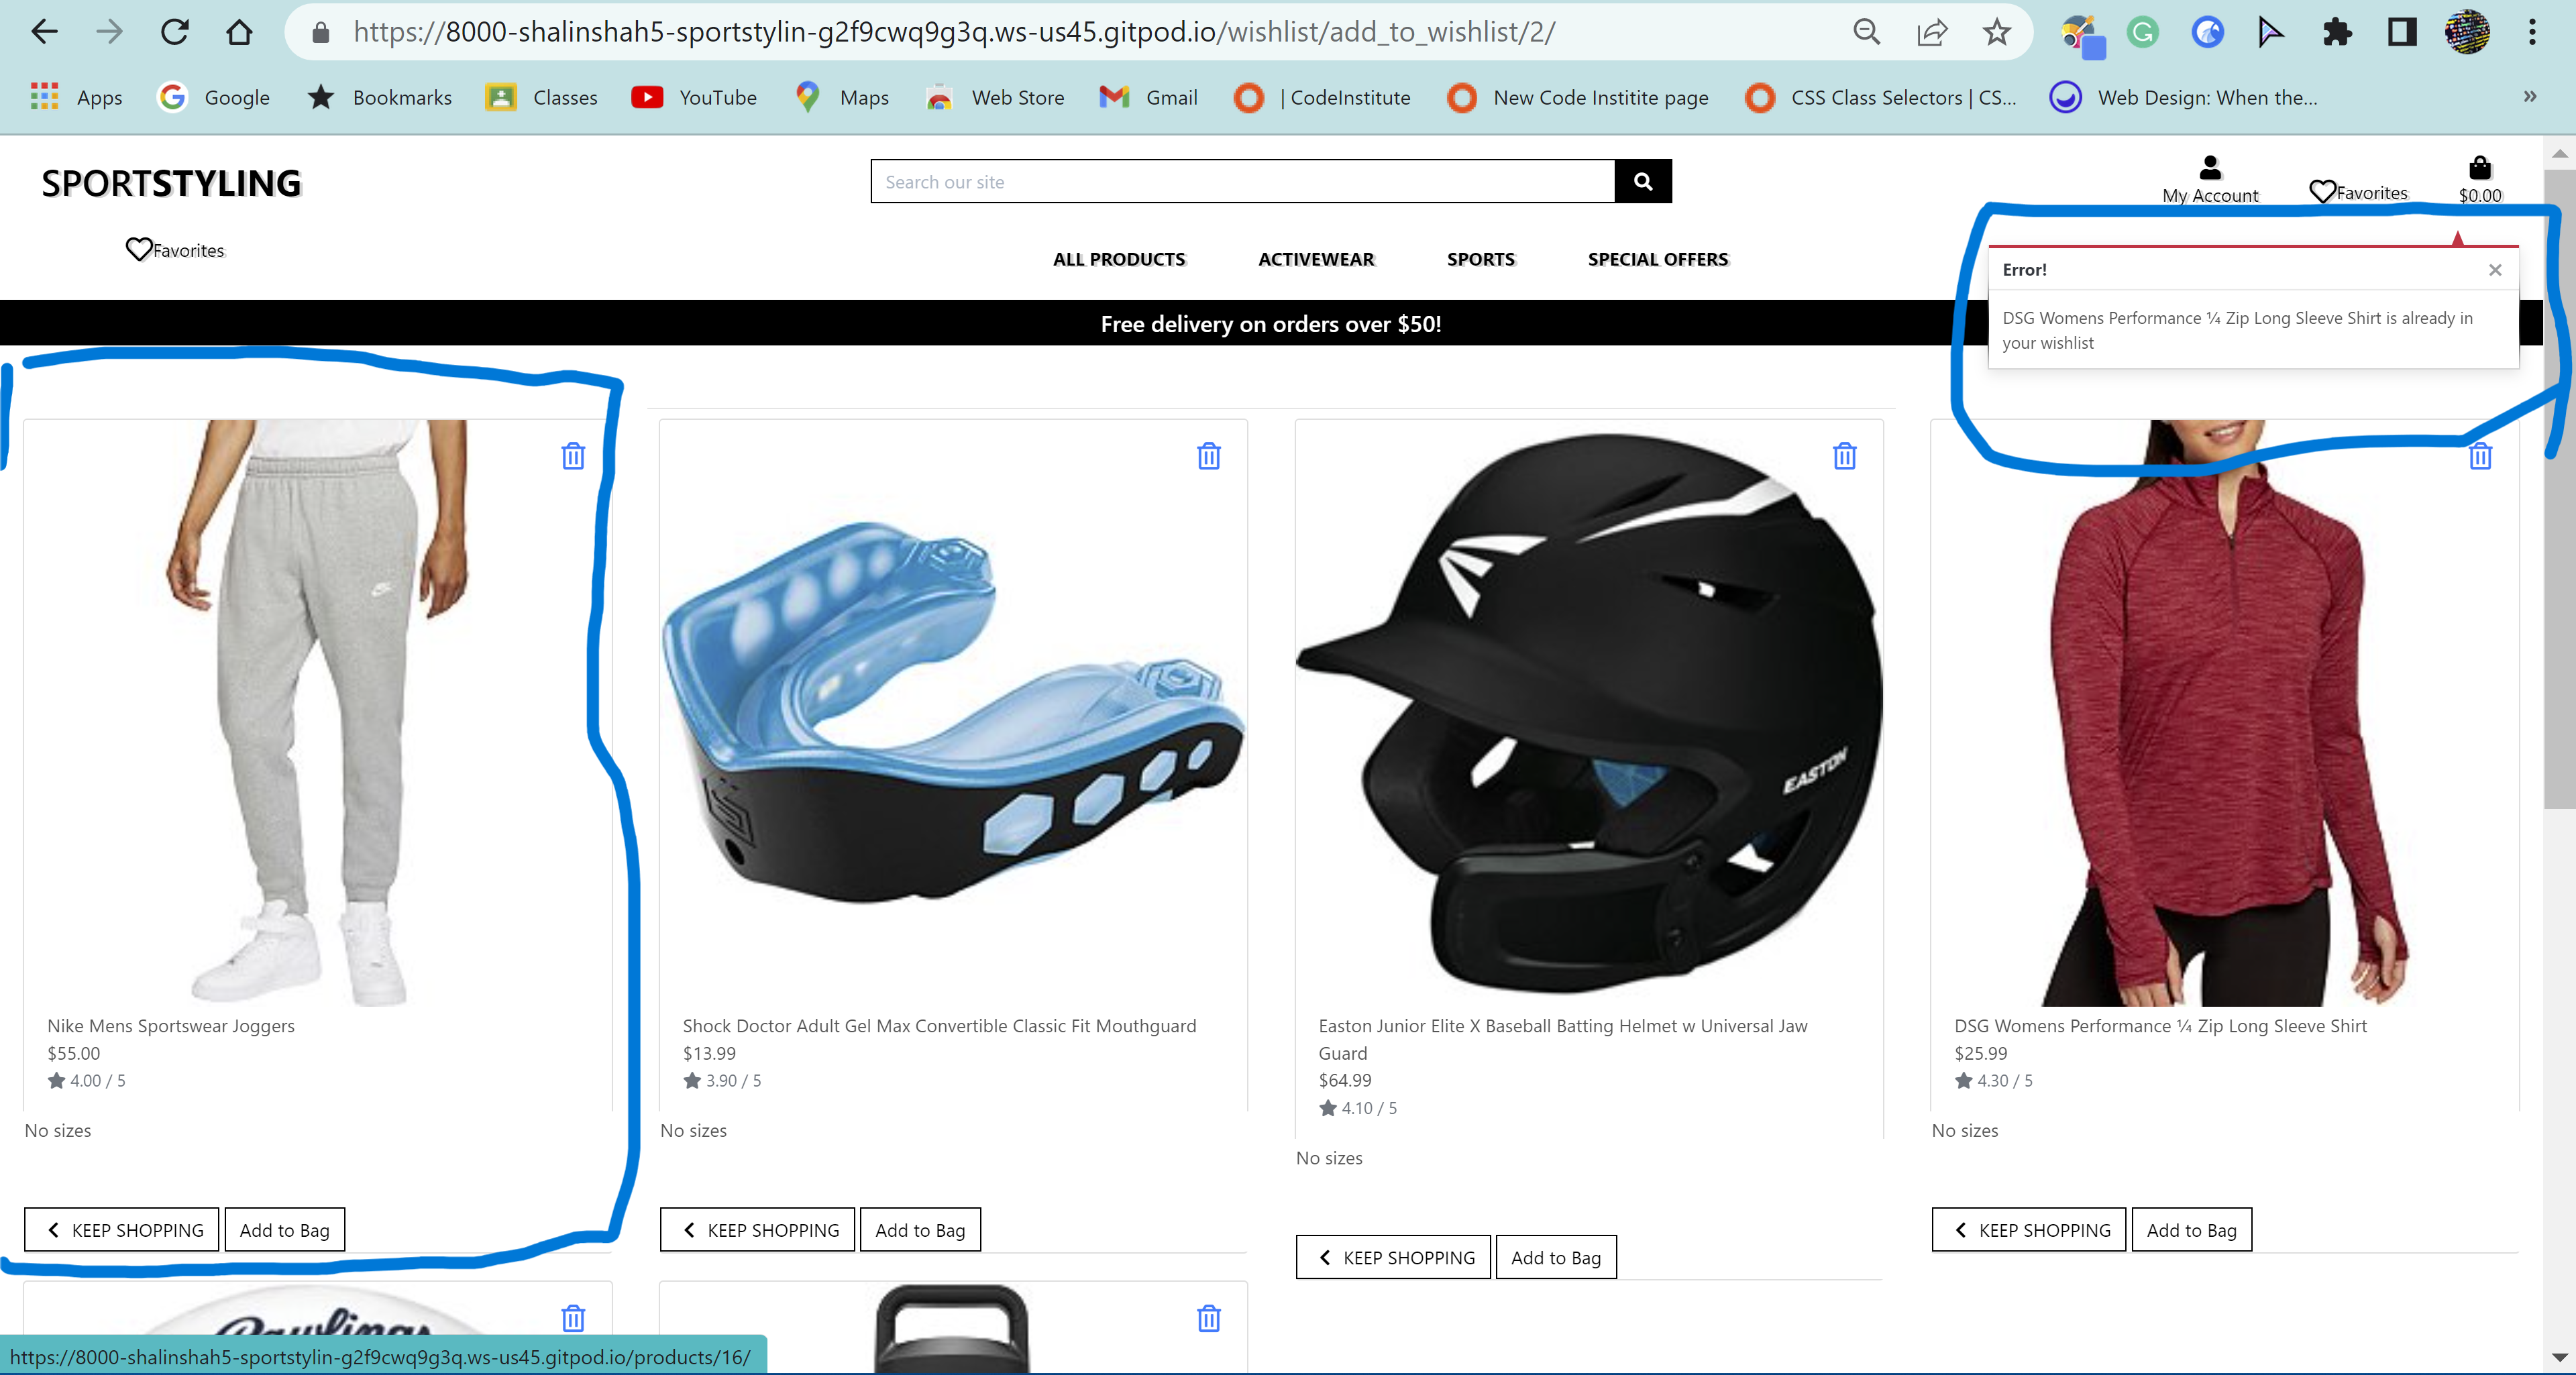 https://8000-shalinshah5-sportstylin-g2f9cwq9g3q.ws-us45.gitpod.io/wishlist/add_to_wishlist/2/
Apps Google Bookmarks Classes YouTube Maps Web Store Gmail | CodeInstitute New Code Institite page CSS Class Selectors | CS... Web Design: When the... »
SPORTSTYLING
Search our site
My Account Favorites $0.00
Favorites
ALL PRODUCTS ACTIVEWEAR SPORTS SPECIAL OFFERS
Error! ×
DSG Womens Performance ¼ Zip Long Sleeve Shirt is already in
your wishlist
Free delivery on orders over $50!
EASTON
Nike Mens Sportswear Joggers
$55.00
4.00 / 5
No sizes
KEEP SHOPPING Add to Bag
Shock Doctor Adult Gel Max Convertible Classic Fit Mouthguard
$13.99
3.90 / 5
No sizes
KEEP SHOPPING Add to Bag
Easton Junior Elite X Baseball Batting Helmet w Universal Jaw
Guard
$64.99
4.10 / 5
No sizes
KEEP SHOPPING Add to Bag
DSG Womens Performance ¼ Zip Long Sleeve Shirt
$25.99
4.30 / 5
No sizes
KEEP SHOPPING Add to Bag
Rawlings
https://8000-shalinshah5-sportstylin-g2f9cwq9g3q.ws-us45.gitpod.io/products/16/